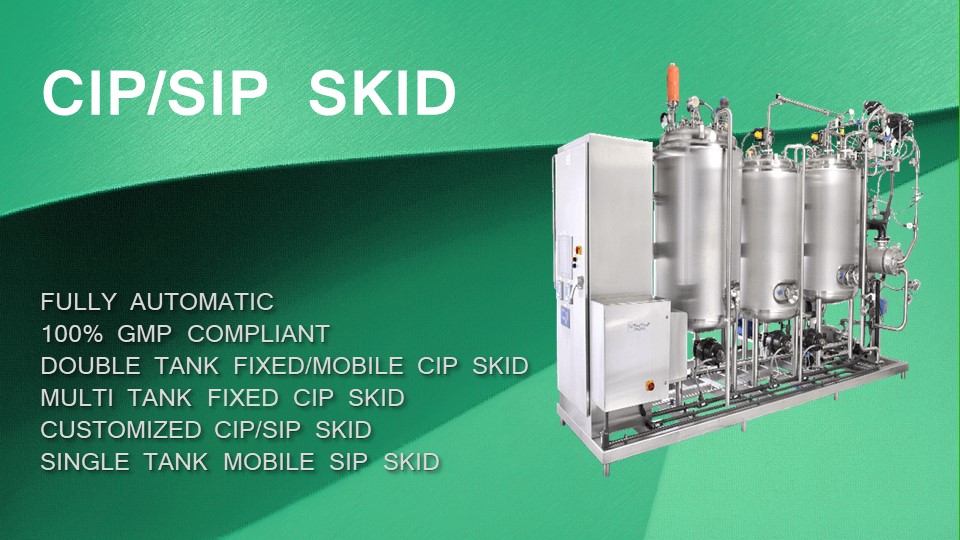 CIP/SIP SKID
FULLY AUTOMATIC
100% GMP COMPLIANT
DOUBLE TANK FIXED/MOBILE CIP SKID
MULTI TANK FIXED CIP SKID
CUSTOMIZED CIP/SIP SKID
SINGLE TANK MOBILE SIP SKID